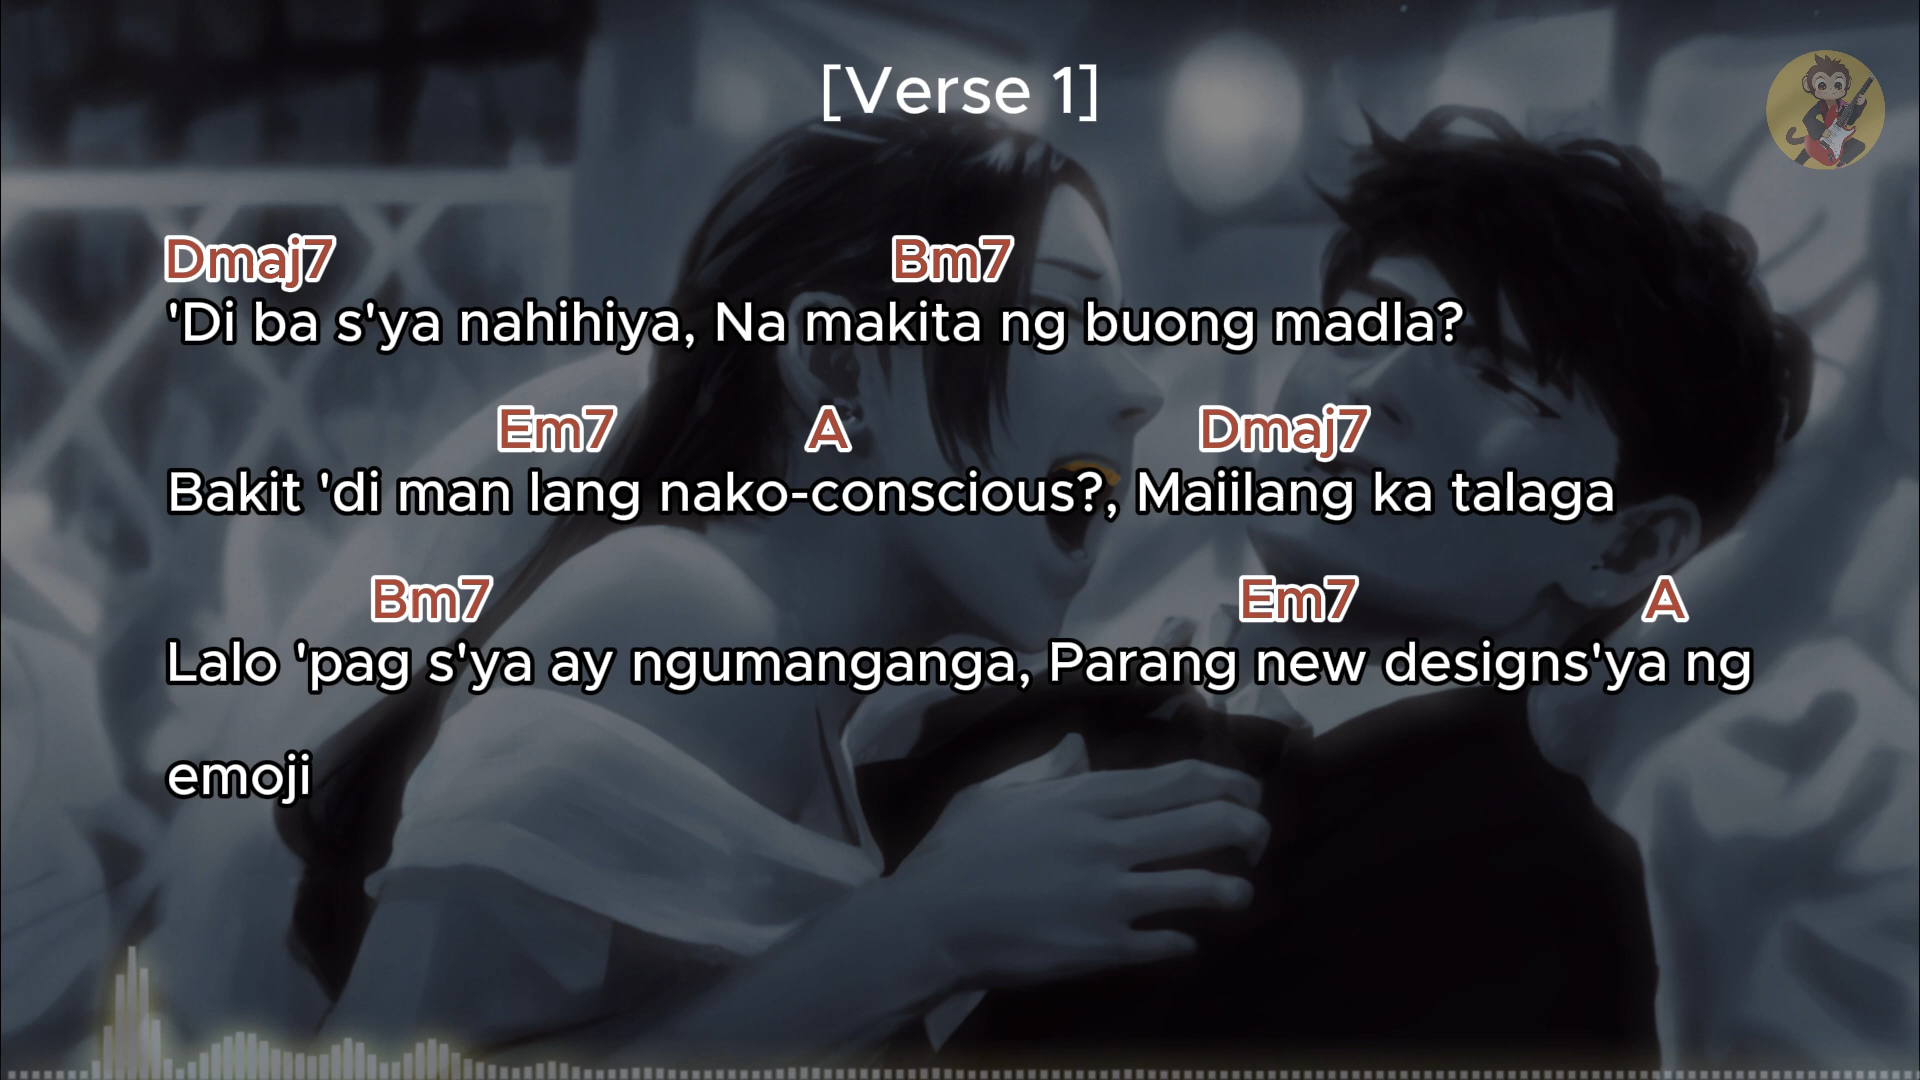 [Verse 1]
Dmaj7 Bm7
'Di ba s'ya nahihiya, Na makita ng buong madla?
Em7 A Dmaj7
Bakit 'di man lang nako-conscious?, Maiilang ka talaga
Bm7 Em7 A
Lalo 'pag s'ya ay ngumanganga, Parang new designs'ya ng
emoji